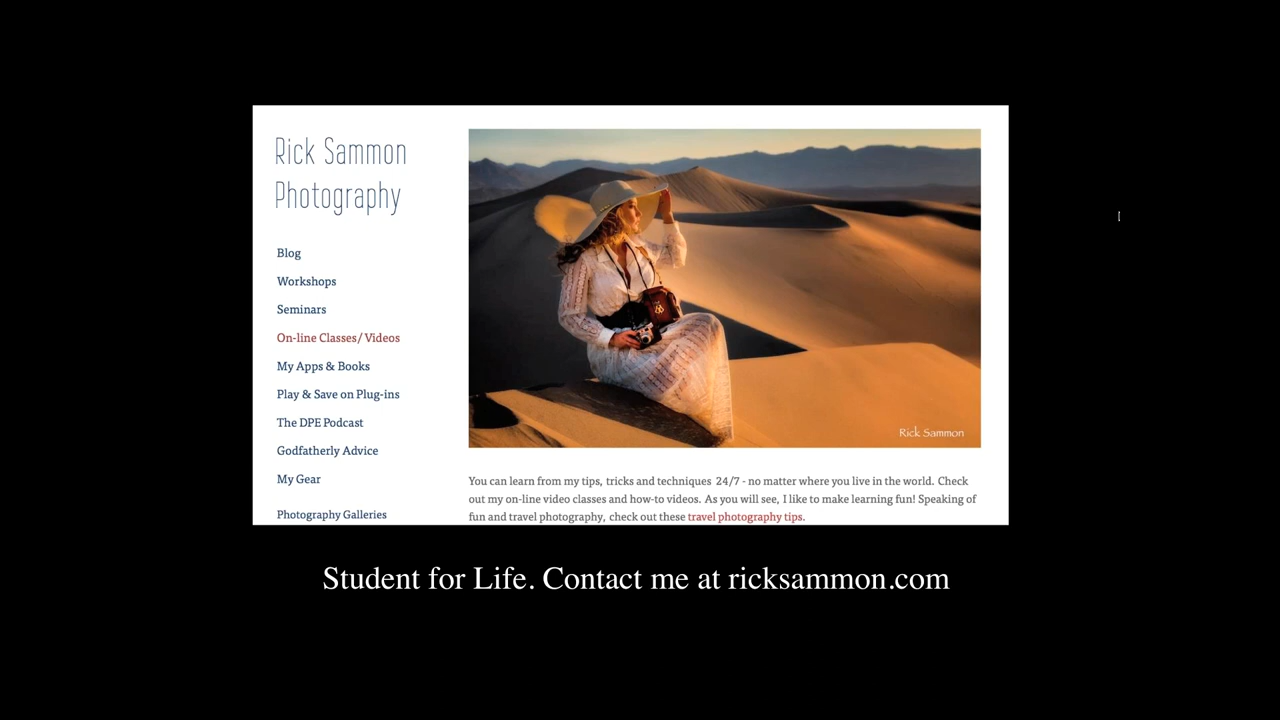 Rick Sammon
Photography
Blog
Workshops
Seminars
On-line Classes/ Videos
My Apps & Books
Play & Save on Plug-ins
The DPE Podcast
Godfatherly Advice
My Gear
Photography Galleries
Rick Sammon
You can learn from my tips, tricks and techniques 24/7 - no matter where you live in the world. Check
out my on-line video classes and how-to videos. As you will see, I like to make learning fun! Speaking of
fun and travel photography, check out these travel photography tips.
Student for Life. Contact me at ricksammon.com